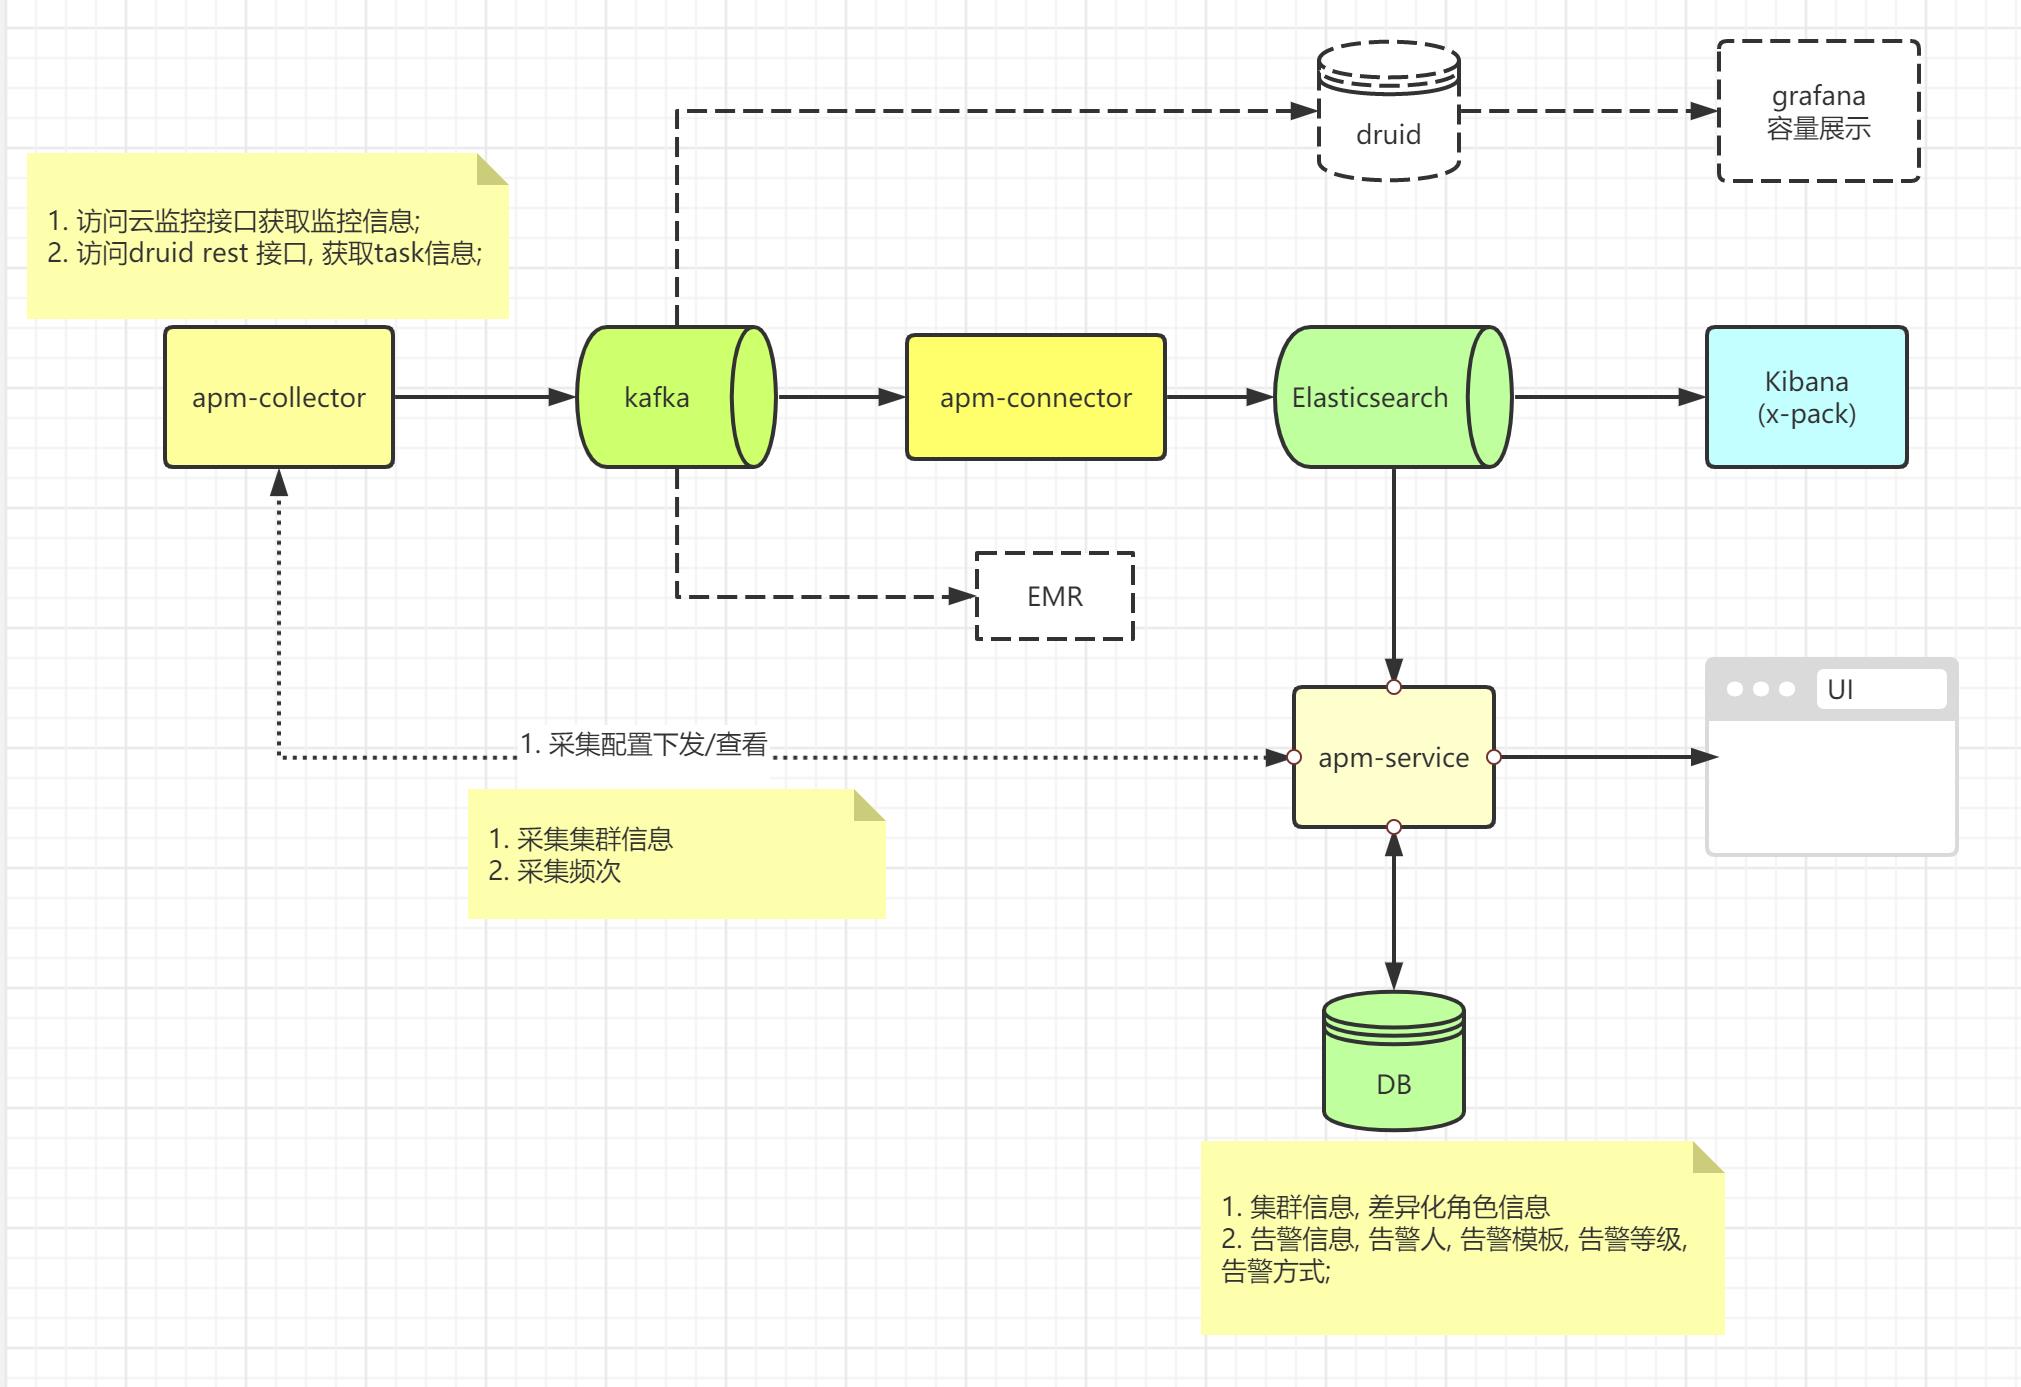 grafana
容量展示
druid
1. 访问云监控接口获取监控信息;
2. 访问druid rest 接口, 获取task信息;
apm-collector
kafka
apm-connector
Elasticsearch
Kibana
(x-pack)
EMR
UI
1. 采集配置下发/查看
apm-service
1. 采集集群信息
2. 采集频次
DB
1. 集群信息, 差异化角色信息
2. 告警信息, 告警人, 告警模板, 告警等级,
告警方式;